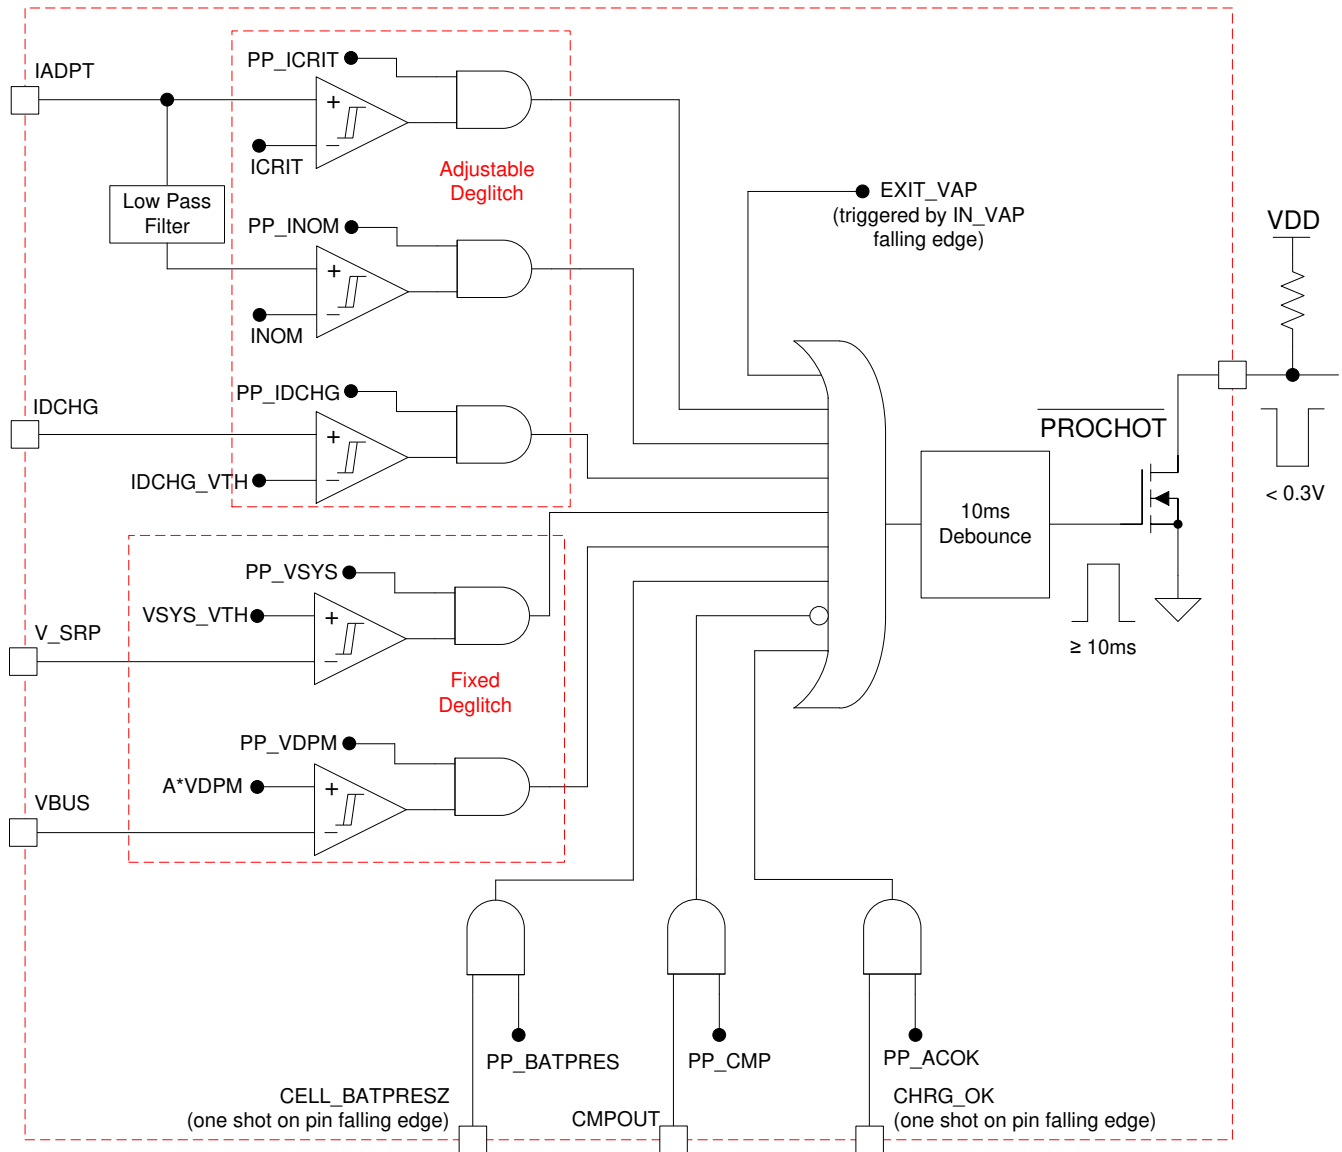 IADPT
PP_ICRIT
+
−
ICRIT
Adjustable
Deglitch
Low Pass
Filter
PP_INOM
+
−
INOM
EXIT_VAP
(triggered by IN_VAP
falling edge)
VDD
IDCHG
PP_IDCHG
+
−
IDCHG_VTH
PROCHOT
< 0.3V
10ms
Debounce
≥ 10ms
PP_VSYS
VSYS_VTH
+
−
V_SRP
Fixed
Deglitch
PP_VDPM
A*VDPM
+
−
VBUS
PP_BATPRES
PP_CMP
PP_ACOK
CELL_BATPRESZ
(one shot on pin falling edge)
CMPOUT
CHRG_OK
(one shot on pin falling edge)